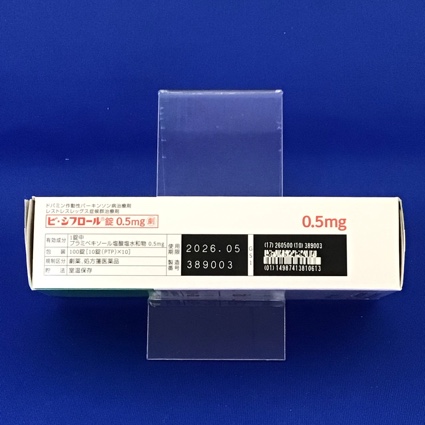 ドパミン作動性パーキンソン病治療剤
レストレスレッグス症候群治療剤
ビ・シフロール®錠 0.5mg 劇
0.5mg
有効成分 1錠中 プラミペキソール塩酸塩水和物 0.5mg
包装 100錠[10錠(PTP)×10]
規制区分 劇薬、処方箋医薬品
貯法 室温保存
使用期限 2026.05
製造番号 389003
(17) 260500 (10) 389003
(01) 14987413810613